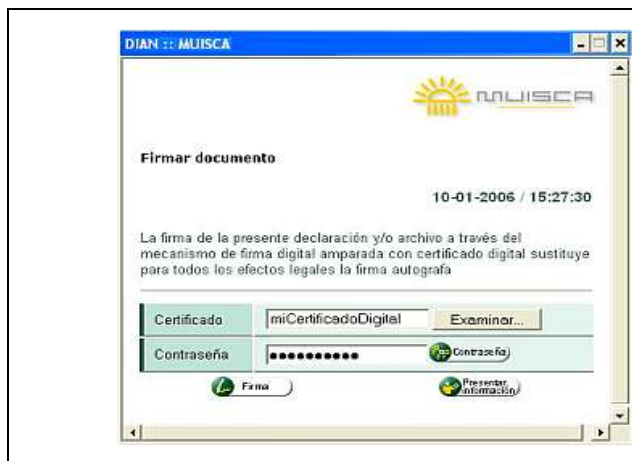 DIAN :: MUISCA
MUISCA
Firmar documento
10-01-2006 / 15:27:30
La firma de la presente declaración y/o archivo a través del
mecanismo de firma digital amparada con certificado digital sustituye
para todos los efectos legales la firma autografa
Certificado miCertificadoDigital Examinar...
Contraseña ●●●●●●●●●● Contraseña
Firma Presentar
información